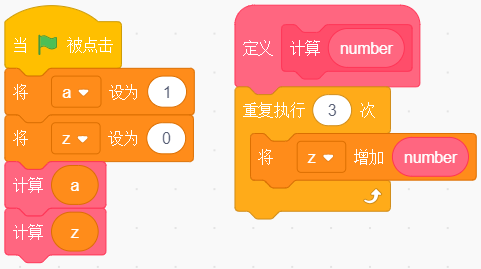 当 被点击
将 a 设为 1
将 z 设为 0
计算 a
计算 z
定义 计算 number
重复执行 3 次
将 z 增加 number